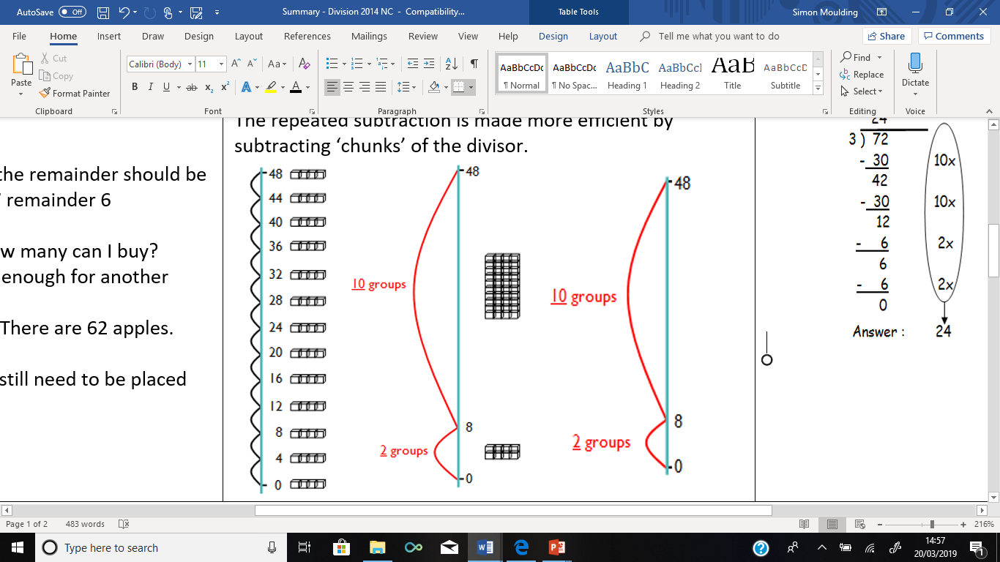 AutoSave Off
Summary - Division 2014 NC - Compatibility...
Table Tools
Simon Moulding
File Home Insert Draw Design Layout References Mailings Review View Help Design Layout Tell me what you want to do Share Comments
Paste
Cut
Copy
Format Painter
Clipboard
Calibri (Body) 11
Font
Paragraph
AaBbCcDc AaBbCcDc AaBbC AaBbCcI AaB AaBbCcD
¶ Normal ¶ No Spac... Heading 1 Heading 2 Title Subtitle
Styles
Find
Replace
Select
Editing
Dictate
Voice
the remainder should be
remainder 6
w many can I buy?
enough for another
There are 62 apples.
still need to be placed
The repeated subtraction is made more efficient by
subtracting ‘chunks’ of the divisor.
48
44
40
36
32
28
24
20
16
12
8
4
0
48
10 groups
8
2 groups
0
48
10 groups
8
2 groups
0
24
3 ) 72
- 30 10x
42
- 30 10x
12
- 6 2x
6
- 6 2x
0
Answer : 24
Page 1 of 2 483 words 216%
Type here to search
14:57
20/03/2019
1